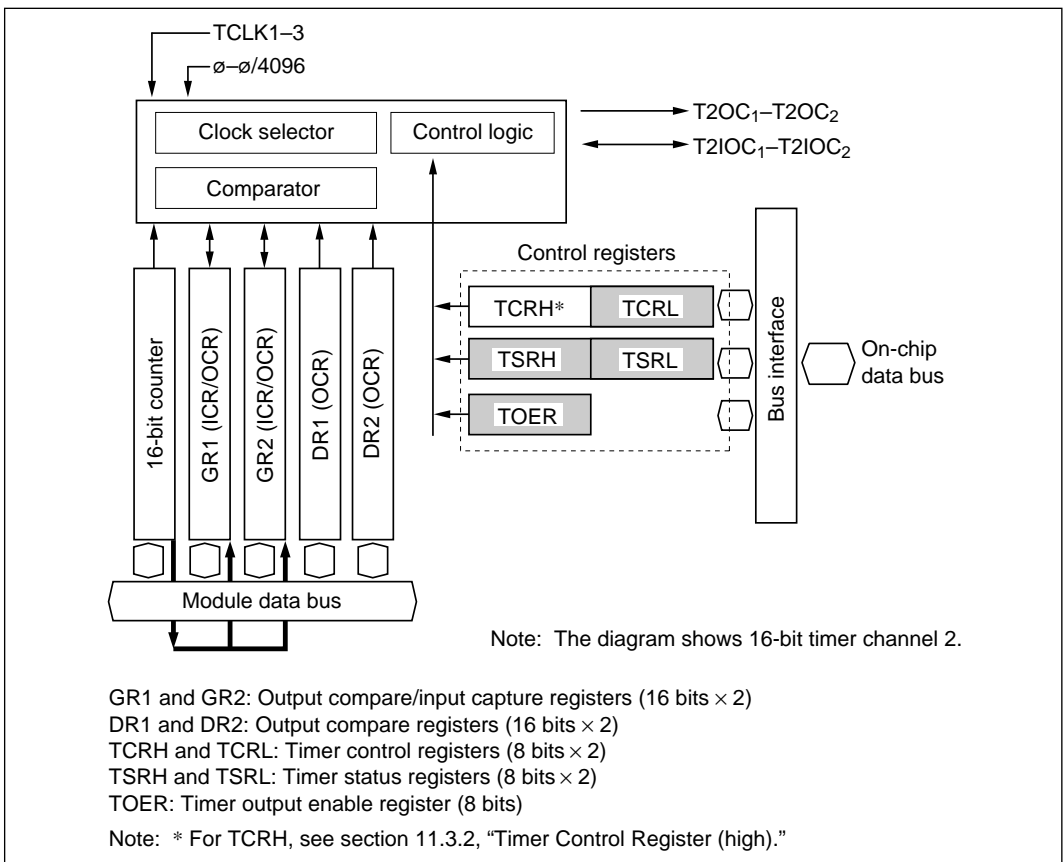 TCLK1–3
ø–ø/4096
Clock selector
Control logic
Comparator
T2OC1–T2OC2
T2IOC1–T2IOC2
Control registers
TCRH*
TCRL
TSRH
TSRL
TOER
Bus interface
On-chip
data bus
16-bit counter
GR1 (ICR/OCR)
GR2 (ICR/OCR)
DR1 (OCR)
DR2 (OCR)
Module data bus
Note: The diagram shows 16-bit timer channel 2.
GR1 and GR2: Output compare/input capture registers (16 bits × 2)
DR1 and DR2: Output compare registers (16 bits × 2)
TCRH and TCRL: Timer control registers (8 bits × 2)
TSRH and TSRL: Timer status registers (8 bits × 2)
TOER: Timer output enable register (8 bits)
Note: * For TCRH, see section 11.3.2, “Timer Control Register (high).”